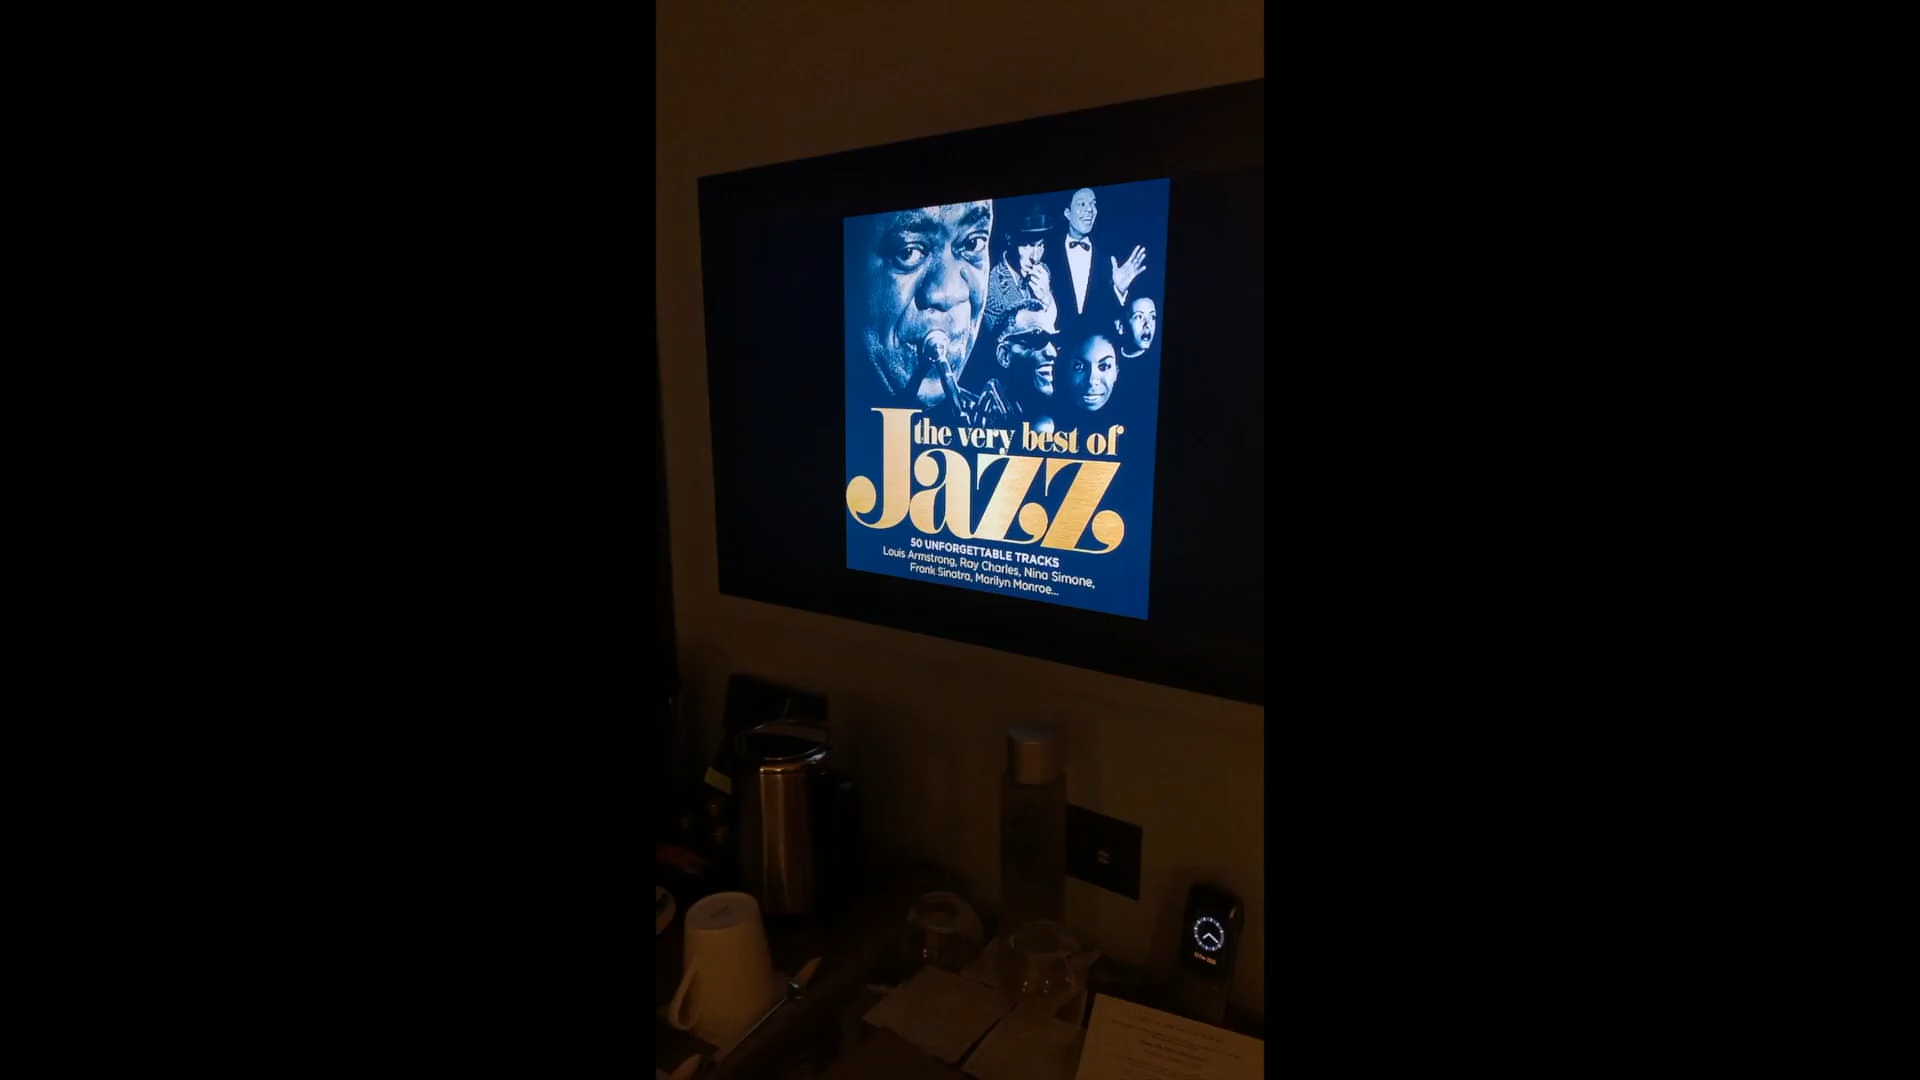 the very best of
Jazz
50 UNFORGETTABLE TRACKS
Louis Armstrong, Ray Charles, Nina Simone,
Frank Sinatra, Marilyn Monroe...